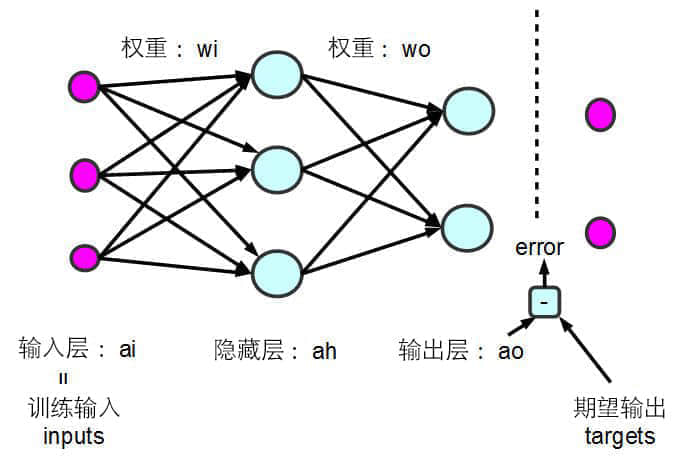 权重： wi
权重： wo
error
-
输入层： ai
隐藏层： ah
输出层： ao
=
训练输入
inputs
期望输出
targets